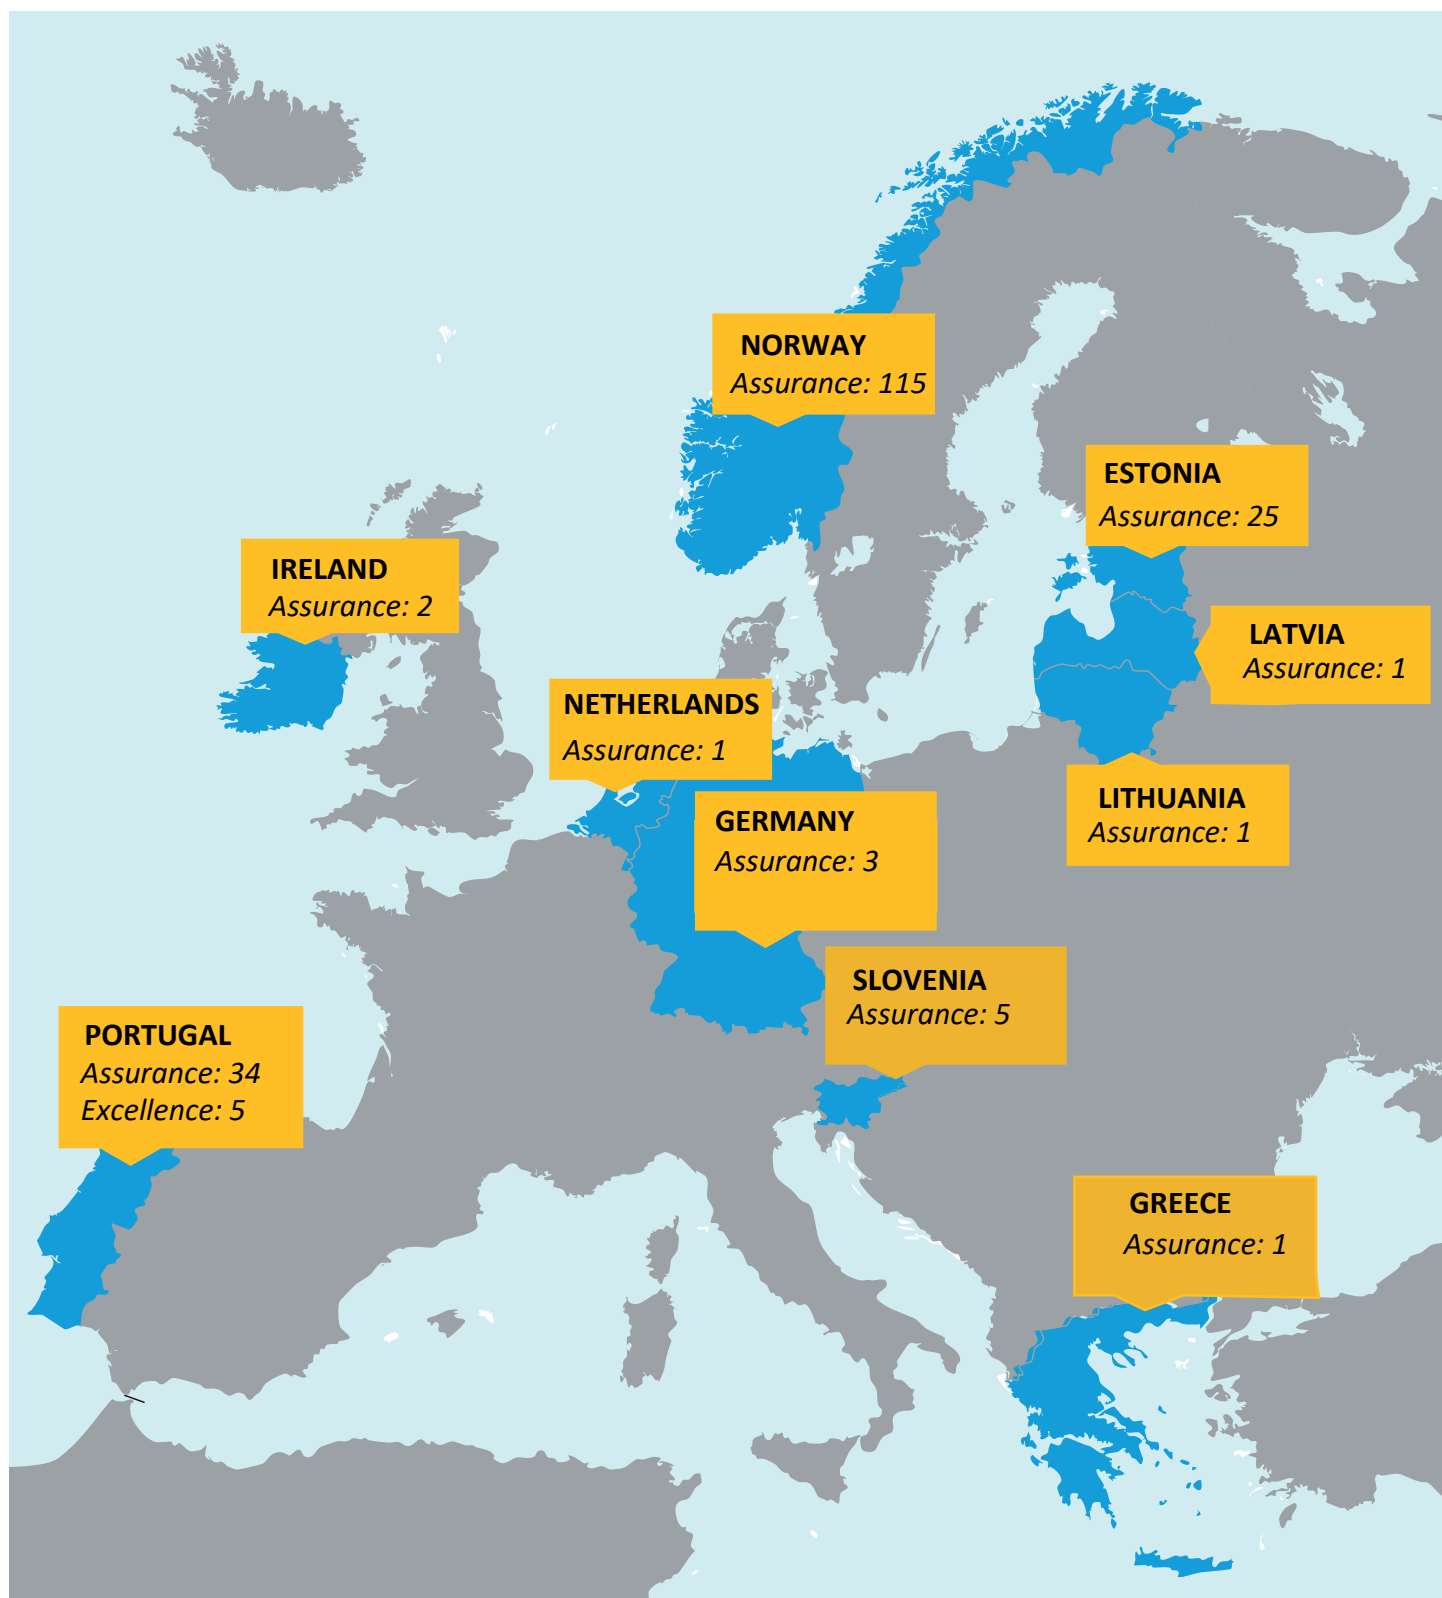 NORWAY
Assurance: 115
ESTONIA
Assurance: 25
IRELAND
Assurance: 2
LATVIA
Assurance: 1
NETHERLANDS
Assurance: 1
LITHUANIA
Assurance: 1
GERMANY
Assurance: 3
SLOVENIA
Assurance: 5
PORTUGAL
Assurance: 34
Excellence: 5
GREECE
Assurance: 1